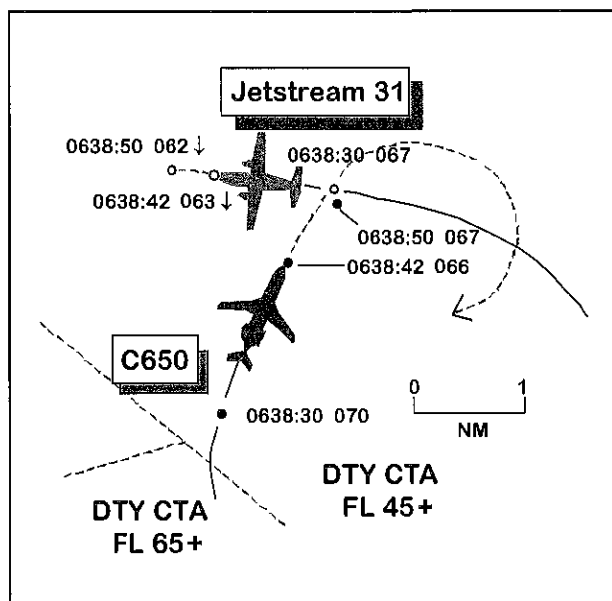 Jetstream 31
0638:50 062↓
0638:30 067
0638:42 063↓
0638:50 067
0638:42 066
C650
0638:30 070
0 1
NM
DTY CTA
FL 65+
DTY CTA
FL 45+